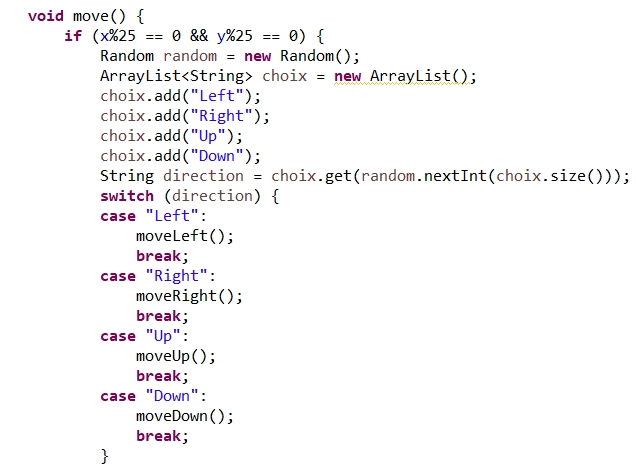 void move() {
if (x%25 == 0 && y%25 == 0) {
Random random = new Random();
ArrayList<String> choix = new ArrayList();
choix.add("Left");
choix.add("Right");
choix.add("Up");
choix.add("Down");
String direction = choix.get(random.nextInt(choix.size()));
switch (direction) {
case "Left":
moveLeft();
break;
case "Right":
moveRight();
break;
case "Up":
moveUp();
break;
case "Down":
moveDown();
break;
}